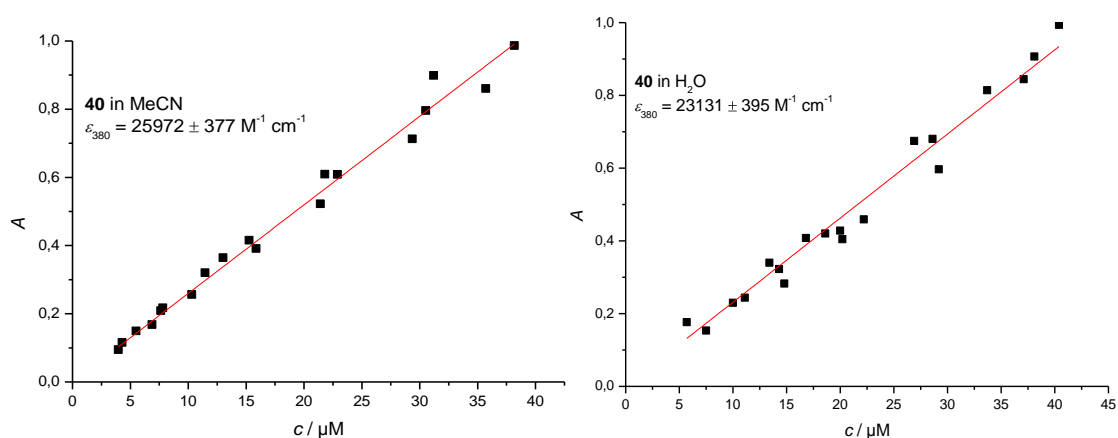 1,0
0,8
0,6
0,4
0,2
0,0
A
40 in MeCN
ε₃₈₀ = 25972 ± 377 M⁻¹ cm⁻¹
0 5 10 15 20 25 30 35 40
c / µM
1,0
0,8
0,6
0,4
0,2
0,0
A
40 in H₂O
ε₃₈₀ = 23131 ± 395 M⁻¹ cm⁻¹
0 5 10 15 20 25 30 35 40 45
c / µM